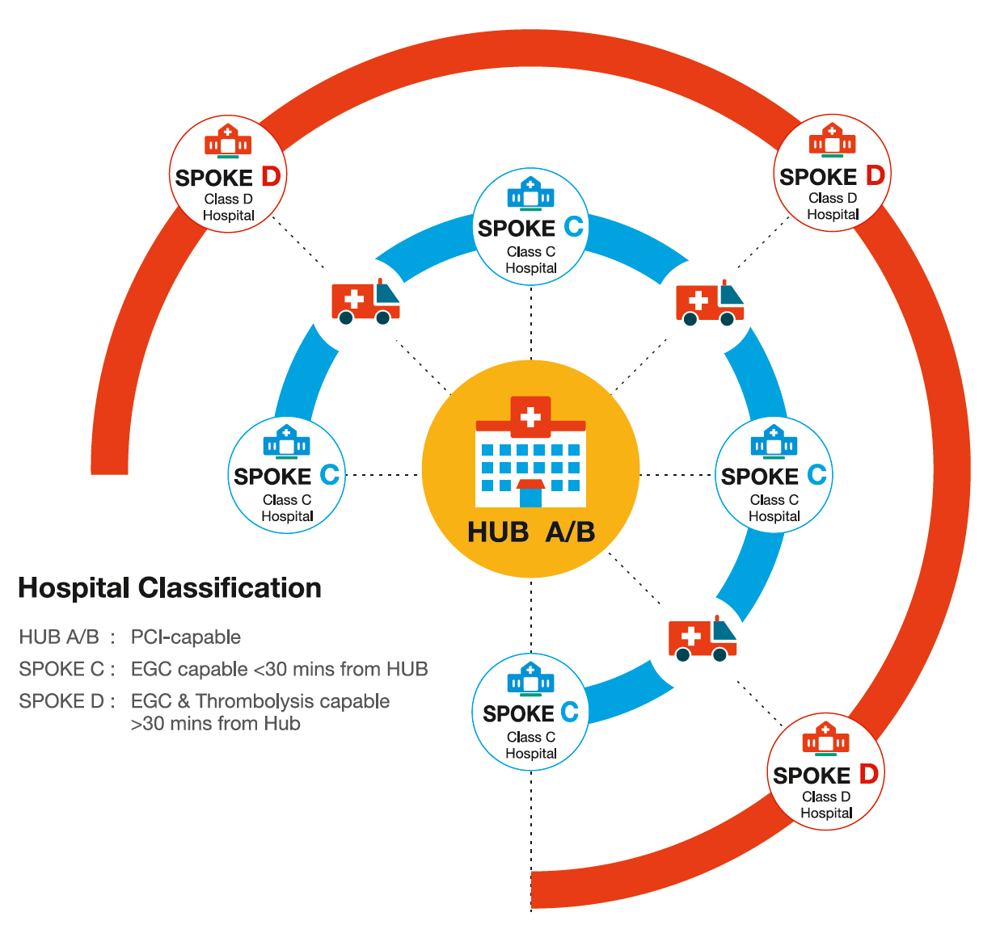 SPOKE D
Class D
Hospital
SPOKE D
Class D
Hospital
SPOKE C
Class C
Hospital
SPOKE C
Class C
Hospital
HUB A/B
SPOKE C
Class C
Hospital
Hospital Classification
HUB A/B : PCI-capable
SPOKE C : EGC capable <30 mins from HUB
SPOKE D : EGC & Thrombolysis capable
>30 mins from Hub
SPOKE C
Class C
Hospital
SPOKE D
Class D
Hospital